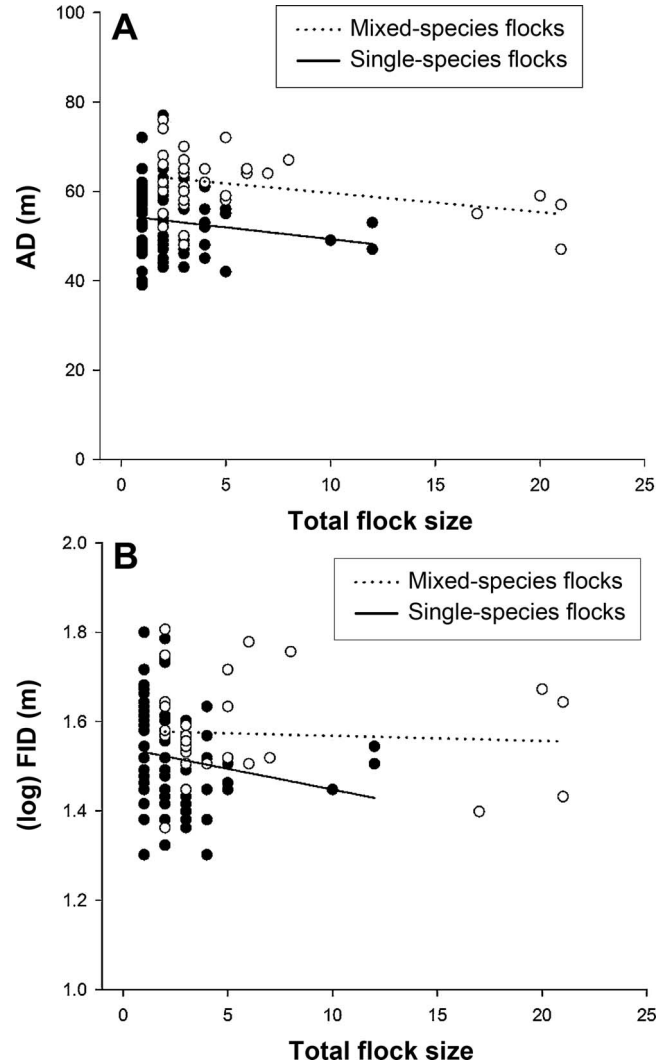 A
Mixed-species flocks
Single-species flocks
100
80
60
40
20
0
AD (m)
0 5 10 15 20 25
Total flock size
B
Mixed-species flocks
Single-species flocks
2.0
1.8
1.6
1.4
1.2
1.0
(log) FID (m)
0 5 10 15 20 25
Total flock size